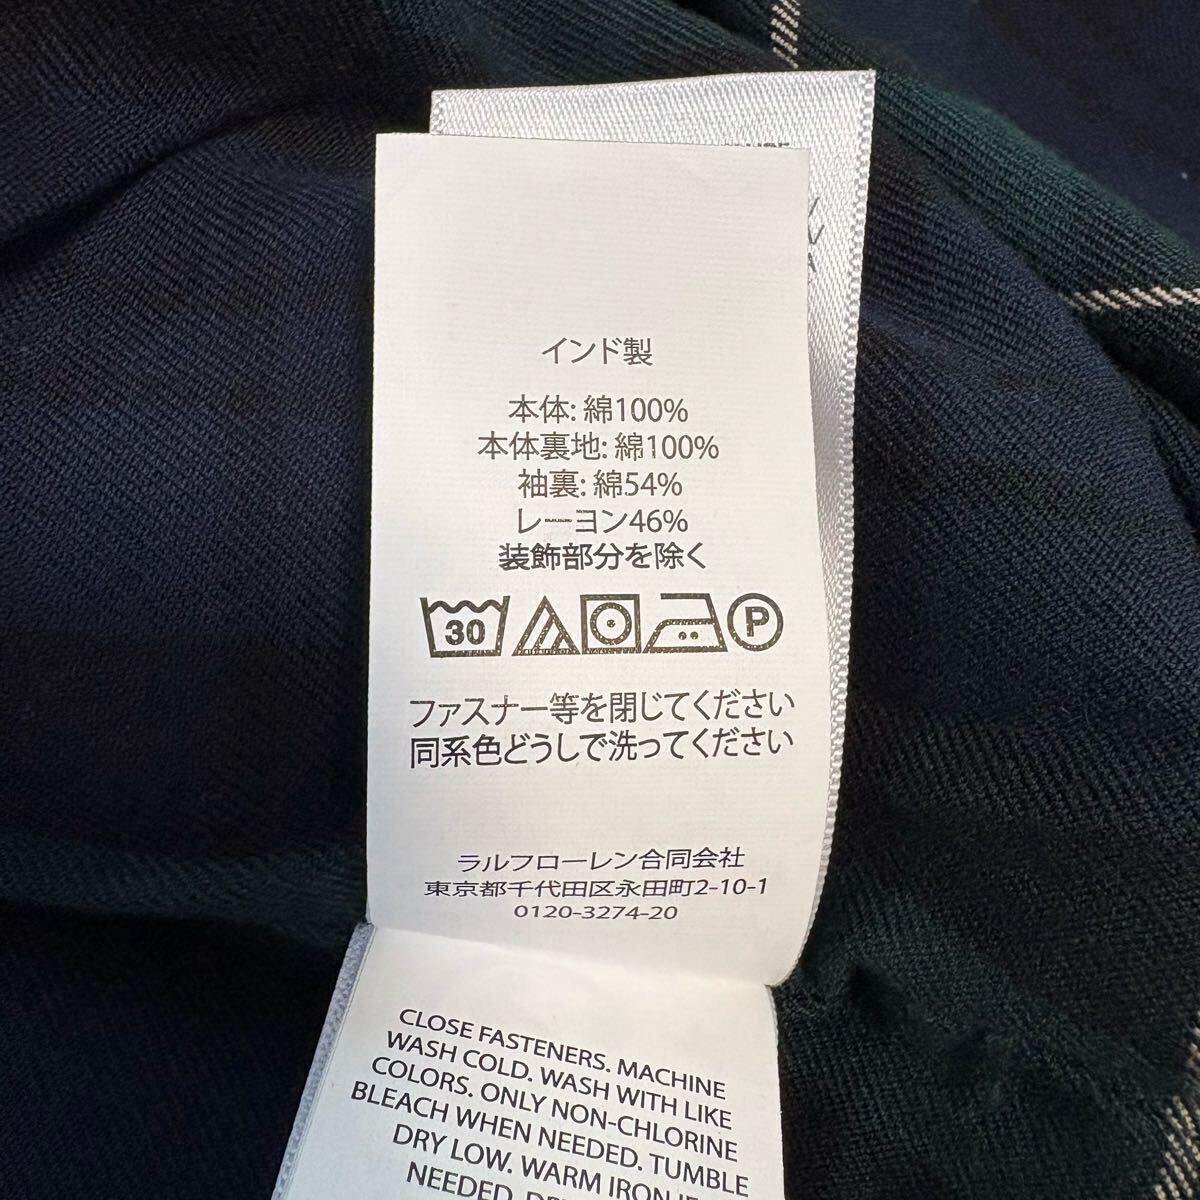 インド製
本体: 綿100%
本体裏地: 綿100%
袖裏: 綿54%
レーヨン46%
装飾部分を除く
30 P
ファスナー等を閉じてください
同系色どうしで洗ってください
ラルフローレン合同会社
東京都千代田区永田町2-10-1
0120-3274-20
CLOSE FASTENERS. MACHINE
WASH COLD. WASH WITH LIKE
COLORS. ONLY NON-CHLORINE
BLEACH WHEN NEEDED. TUMBLE
DRY LOW. WARM IRON
NEEDED.